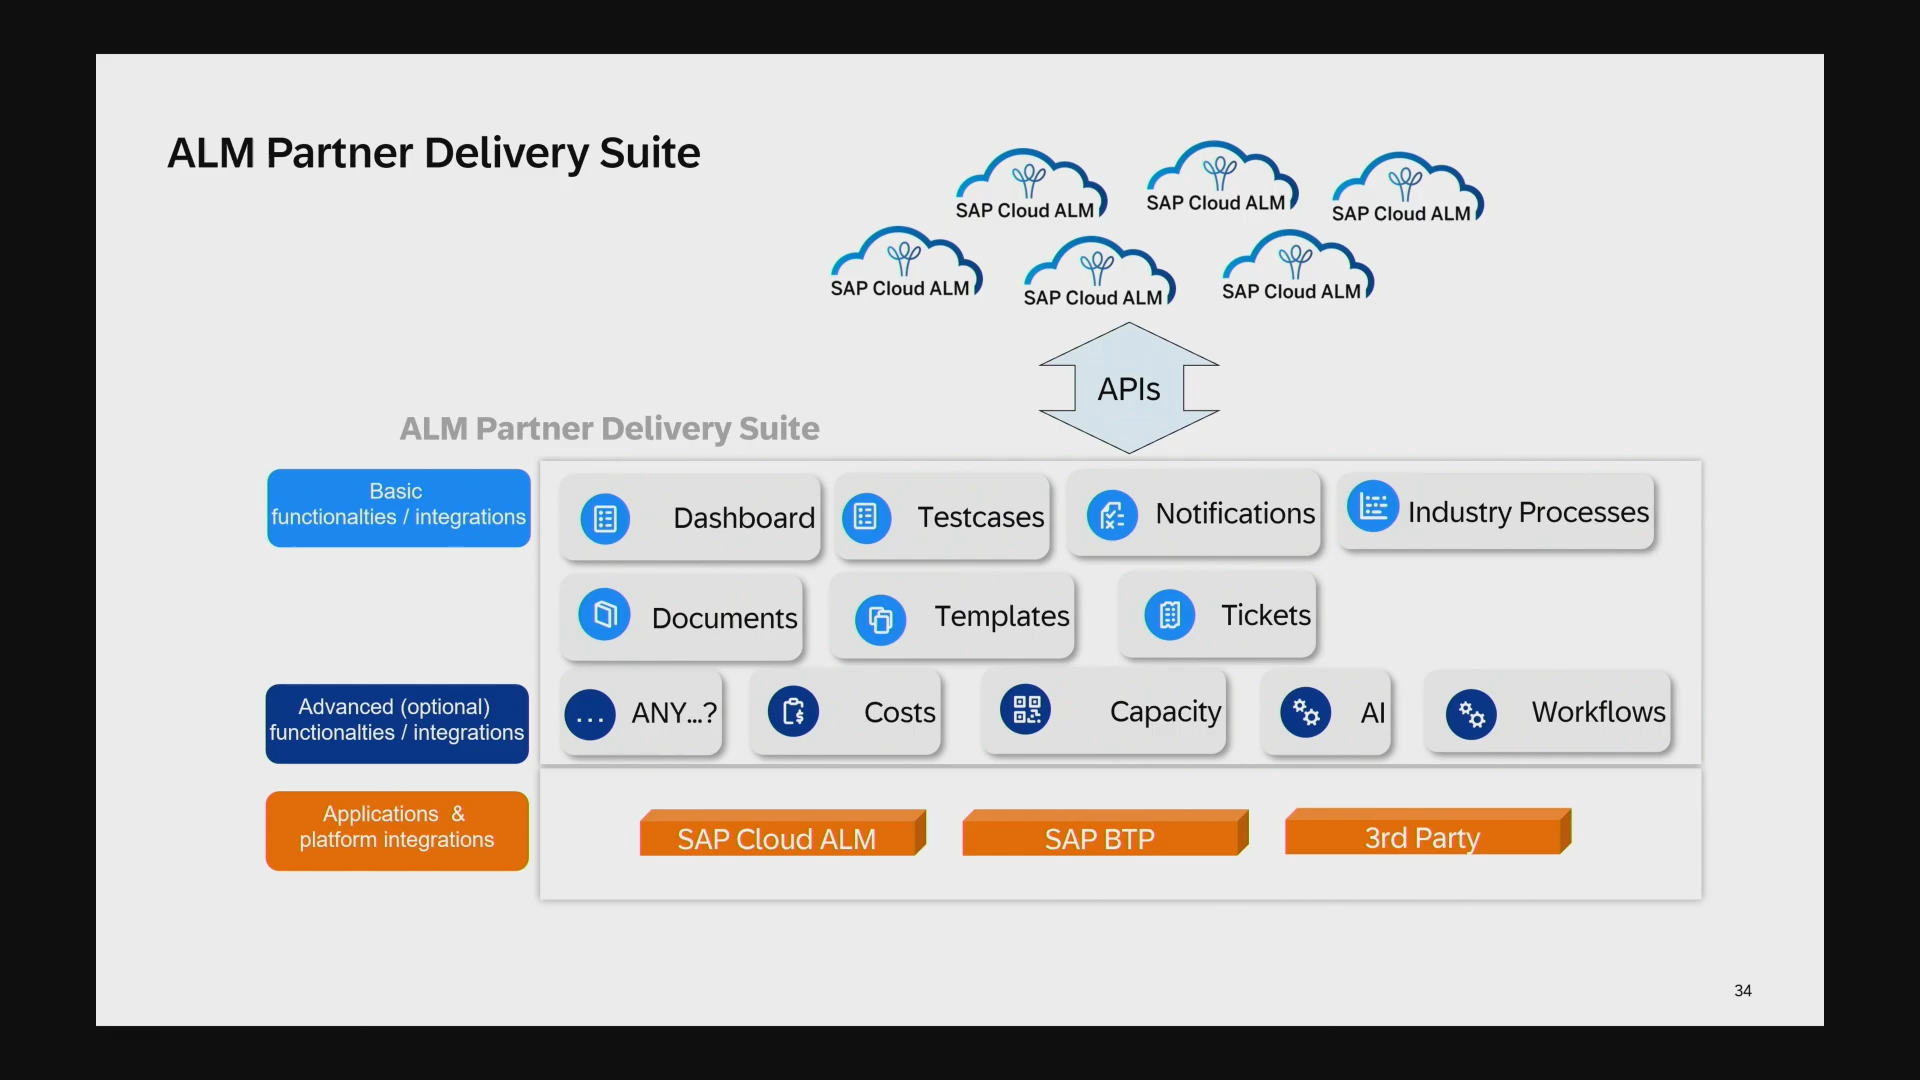 ALM Partner Delivery Suite
SAP Cloud ALM
SAP Cloud ALM
SAP Cloud ALM
SAP Cloud ALM
SAP Cloud ALM
SAP Cloud ALM
APIs
ALM Partner Delivery Suite
Basic
functionalties / integrations
Dashboard
Testcases
Notifications
Industry Processes
Documents
Templates
Tickets
Advanced (optional)
functionalties / integrations
ANY...?
Costs
Capacity
AI
Workflows
Applications &
platform integrations
SAP Cloud ALM
SAP BTP
3rd Party
34